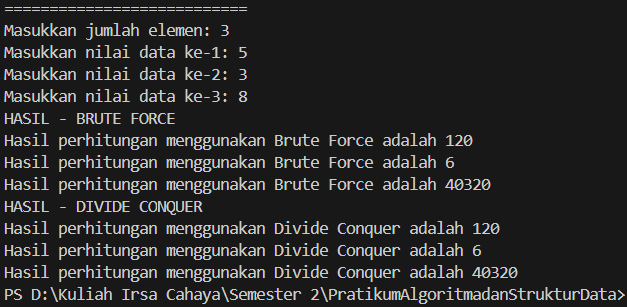 ===========================
Masukkan jumlah elemen: 3
Masukkan nilai data ke-1: 5
Masukkan nilai data ke-2: 3
Masukkan nilai data ke-3: 8
HASIL - BRUTE FORCE
Hasil perhitungan menggunakan Brute Force adalah 120
Hasil perhitungan menggunakan Brute Force adalah 6
Hasil perhitungan menggunakan Brute Force adalah 40320
HASIL - DIVIDE CONQUER
Hasil perhitungan menggunakan Divide Conquer adalah 120
Hasil perhitungan menggunakan Divide Conquer adalah 6
Hasil perhitungan menggunakan Divide Conquer adalah 40320
PS D:\Kuliah Irsa Cahaya\Semester 2\PratikumAlgoritmadanStrukturData>